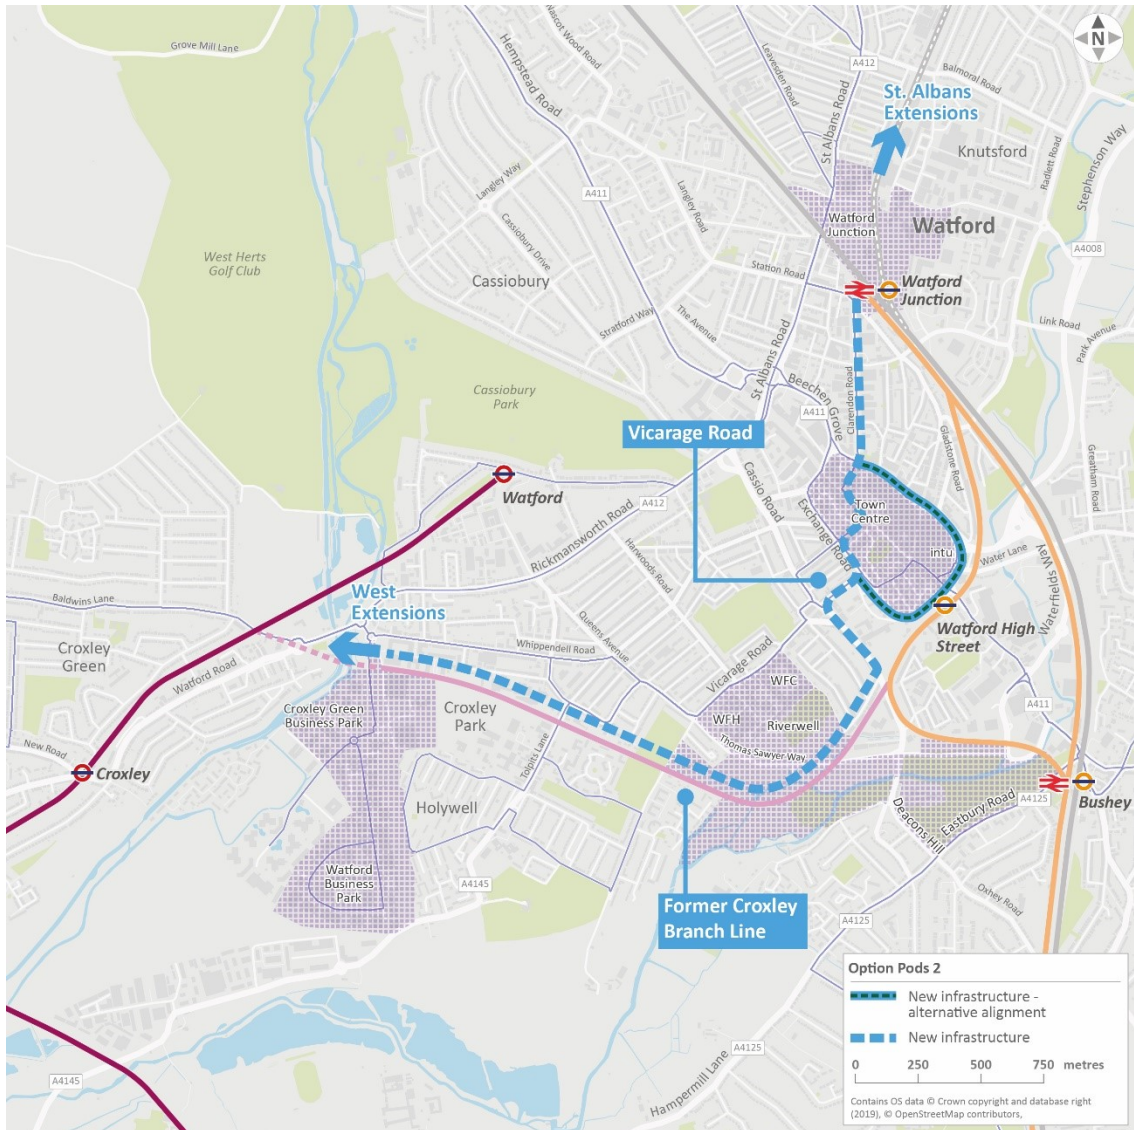 Grove Mill Lane
Hempstead Road
Nascot Wood Road
Leavesden Road
A412
Balmoral Road
N
St. Albans
Extensions
St Albans Road
Knutsford
Radlett Road
Stephenson Way
Langley Way
A411
Langley Road
Watford
Junction
Watford
A4008
West Herts
Golf Club
Cassiobury Drive
Cassiobury
Station Road
Watford
Junction
Stratford Way
The Avenue
Link Road
Park Avenue
Cassiobury
Park
St Albans Road
Beechen Grove
A411
Clarendon Road
Gladstone Road
Vicarage Road
Greatham Road
Watford
Cassio Road
A412
Rickmansworth Road
Exchange Road
Town
Centre
intu
Water Lane
Harwoods Road
Waterfields Way
West
Extensions
Baldwins Lane
Queens Avenue
Watford High
Street
Croxley
Green
Watford Road
Whippendell Road
Vicarage Road
WFC
Croxley Green
Business Park
Croxley
Park
WFH
Riverwell
A411
New Road
Croxley
Tolpits Lane
Thomas Sawyer Way
Holywell
Deacons Hill
Eastbury Road
A4125
Bushey
Watford
Business
Park
A4145
Oxhey Road
Former Croxley
Branch Line
A4125
Option Pods 2
New infrastructure -
alternative alignment
New infrastructure
0 250 500 750 metres
A4125
A4145
Hampermill Lane
Contains OS data © Crown copyright and database right
(2019), © OpenStreetMap contributors,